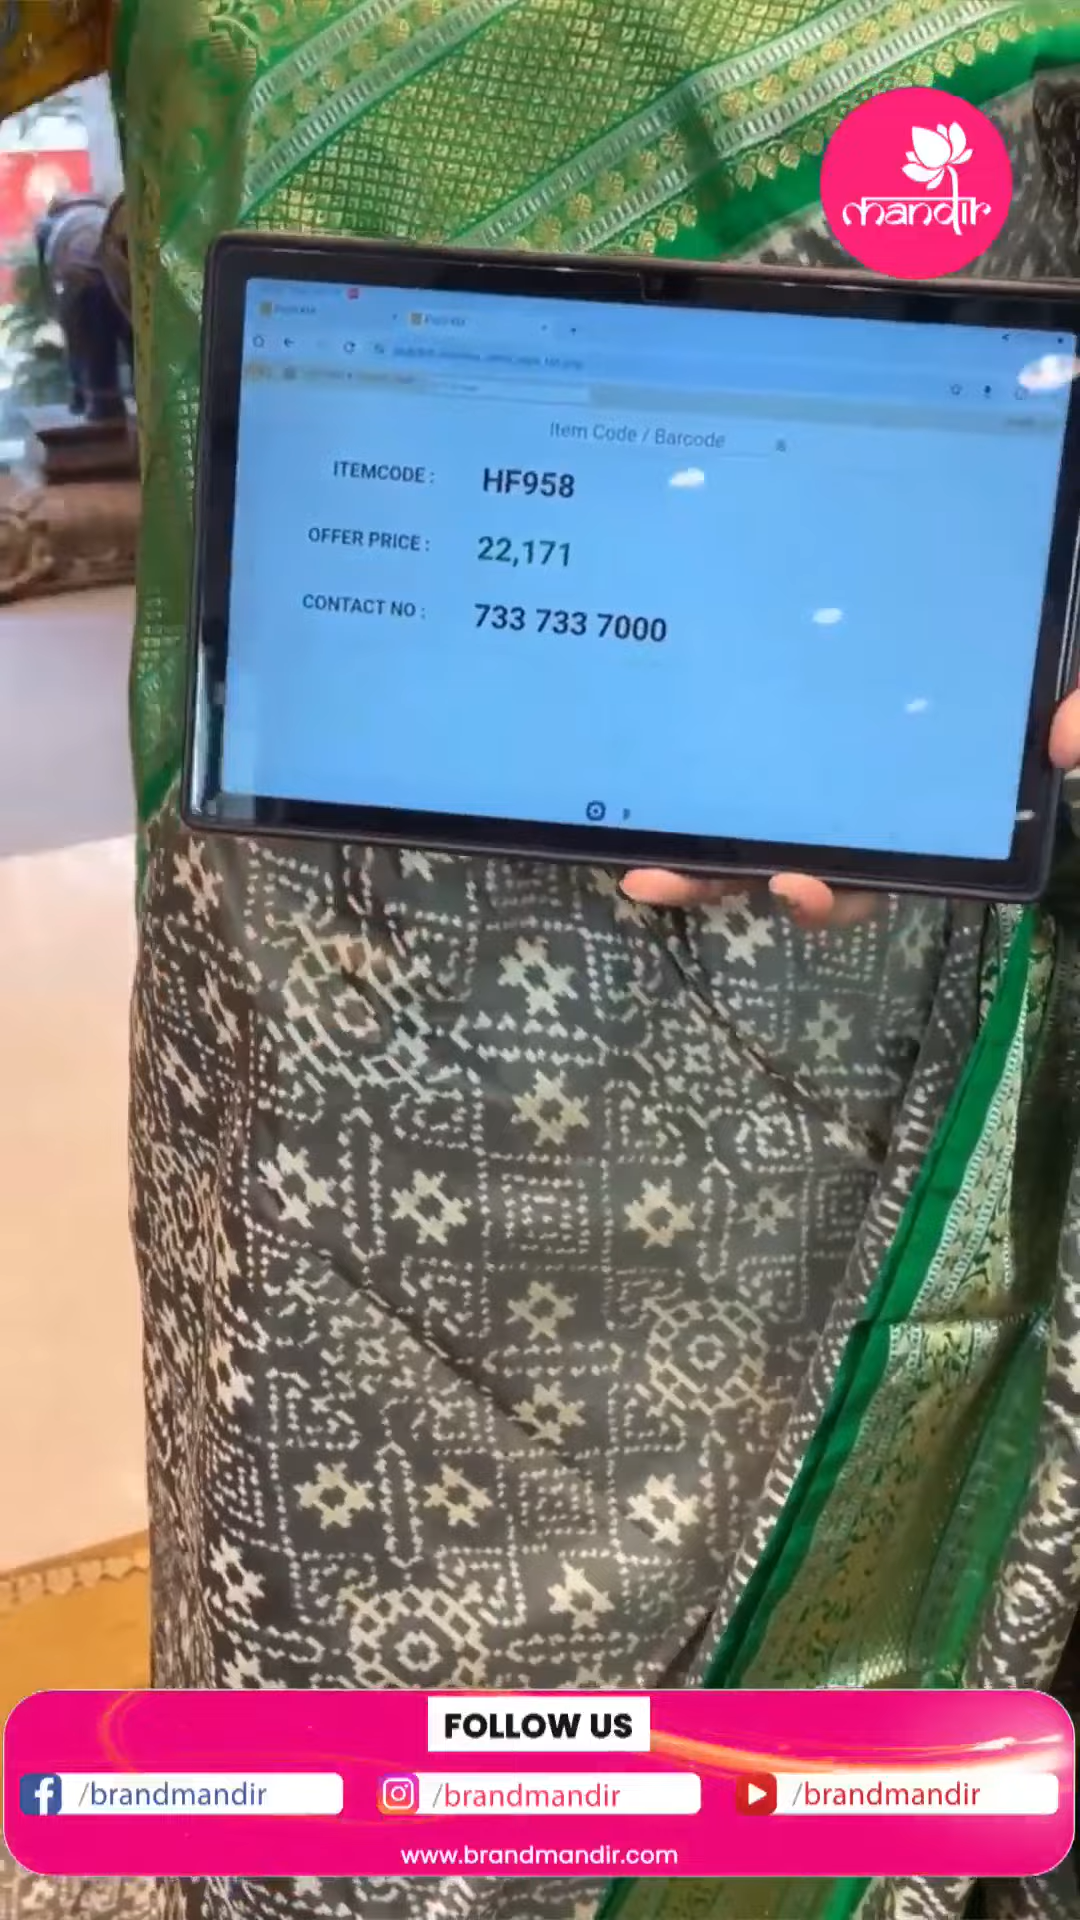 mandir
Item Code / Barcode
ITEMCODE : HF958
OFFER PRICE : 22,171
CONTACT NO : 733 733 7000
FOLLOW US
/brandmandir /brandmandir /brandmandir
www.brandmandir.com